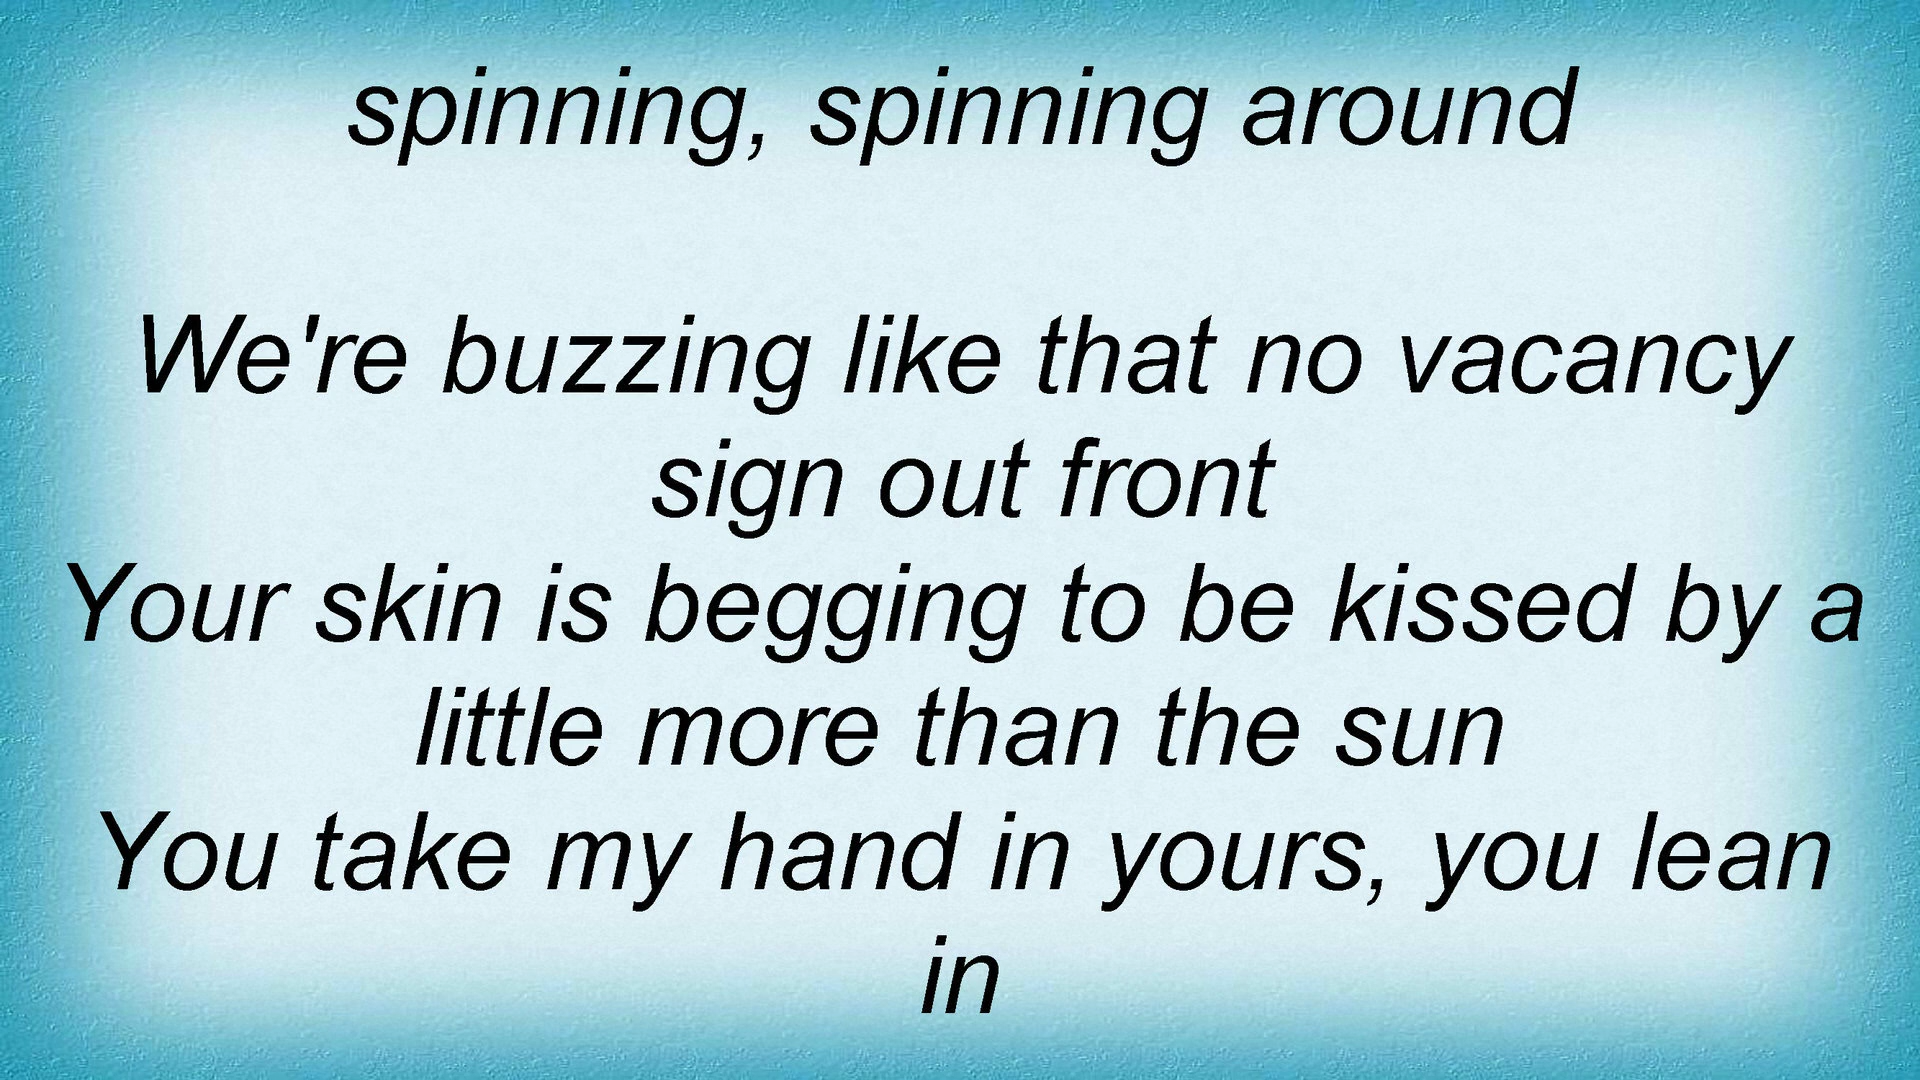 spinning, spinning around
We're buzzing like that no vacancy
sign out front
Your skin is begging to be kissed by a
little more than the sun
You take my hand in yours, you lean
in